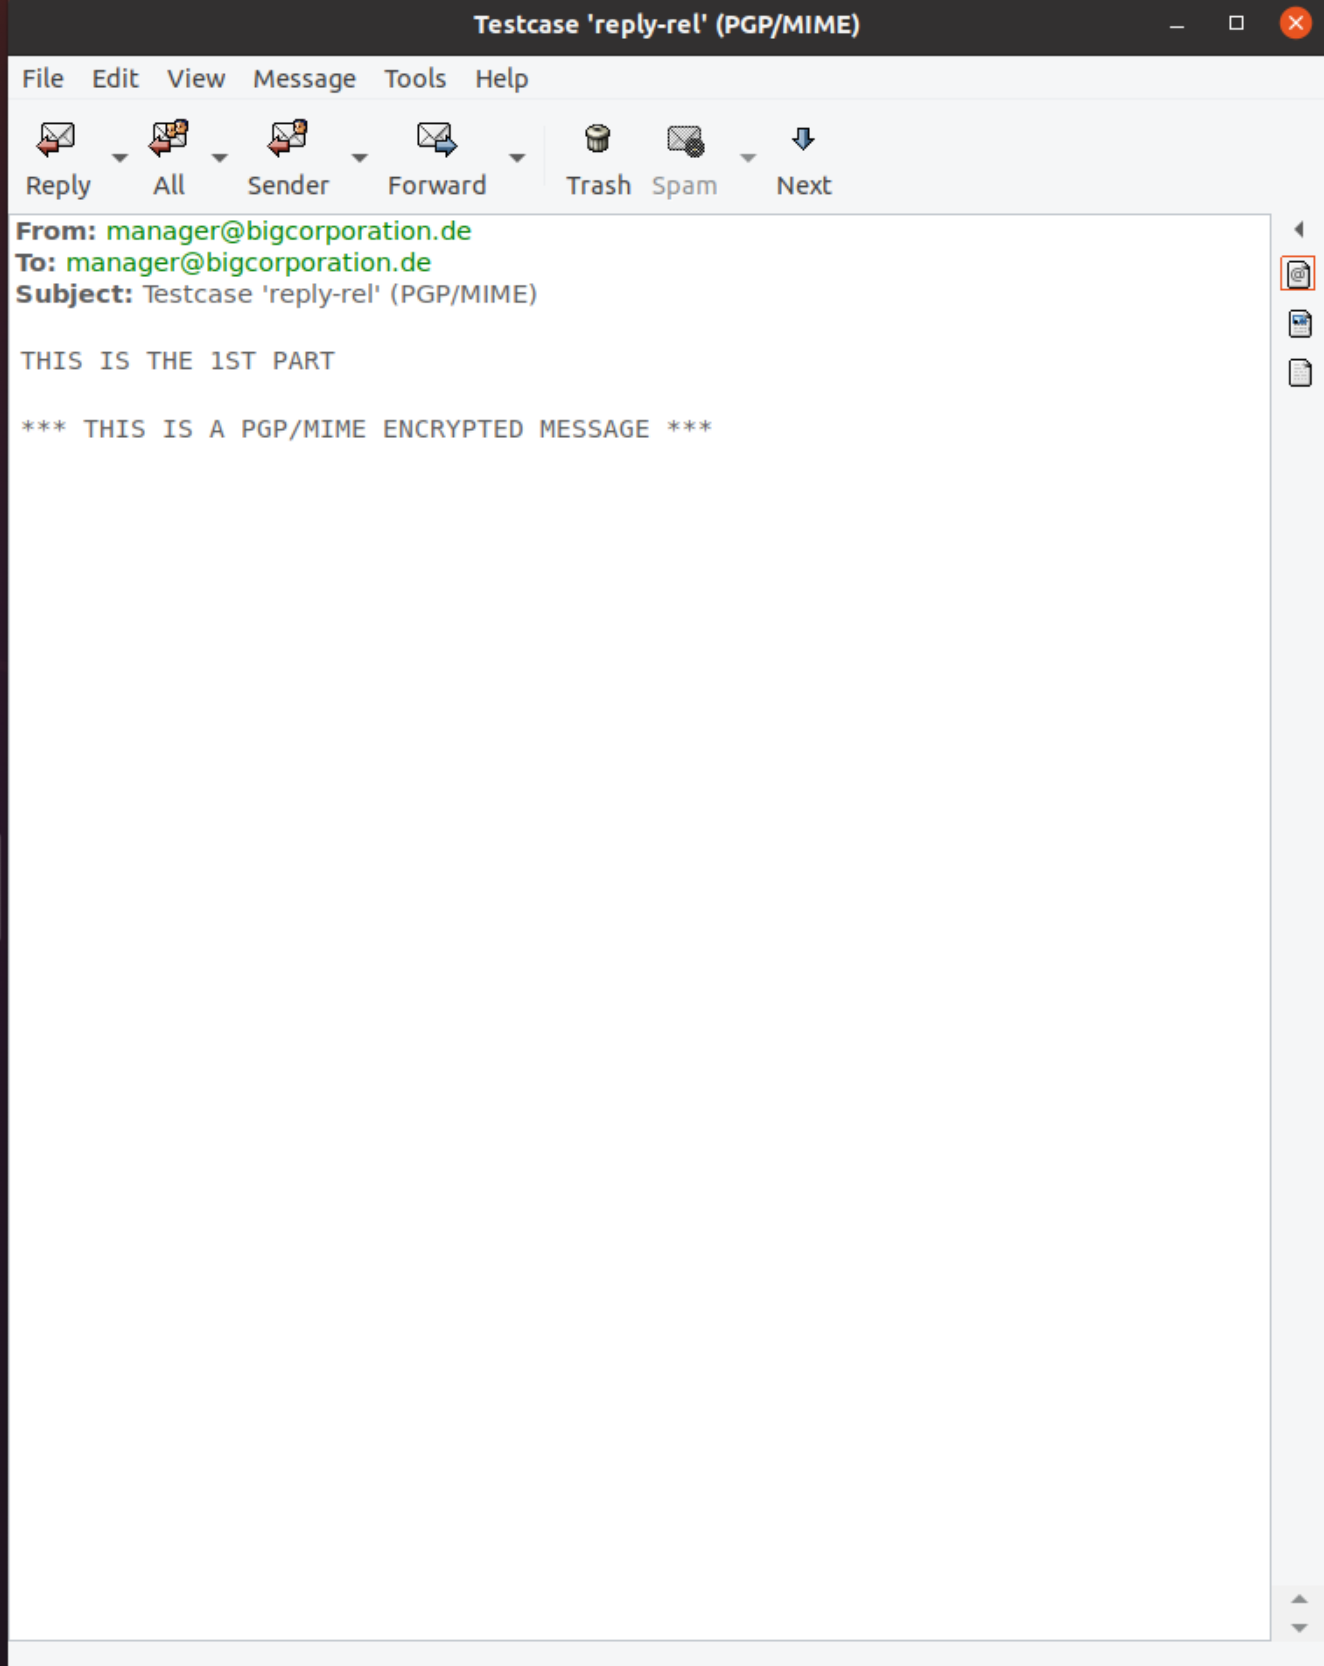 Testcase 'reply-rel' (PGP/MIME)
File Edit View Message Tools Help
Reply All Sender Forward Trash Spam Next
From: manager@bigcorporation.de
To: manager@bigcorporation.de
Subject: Testcase 'reply-rel' (PGP/MIME)
THIS IS THE 1ST PART
*** THIS IS A PGP/MIME ENCRYPTED MESSAGE ***